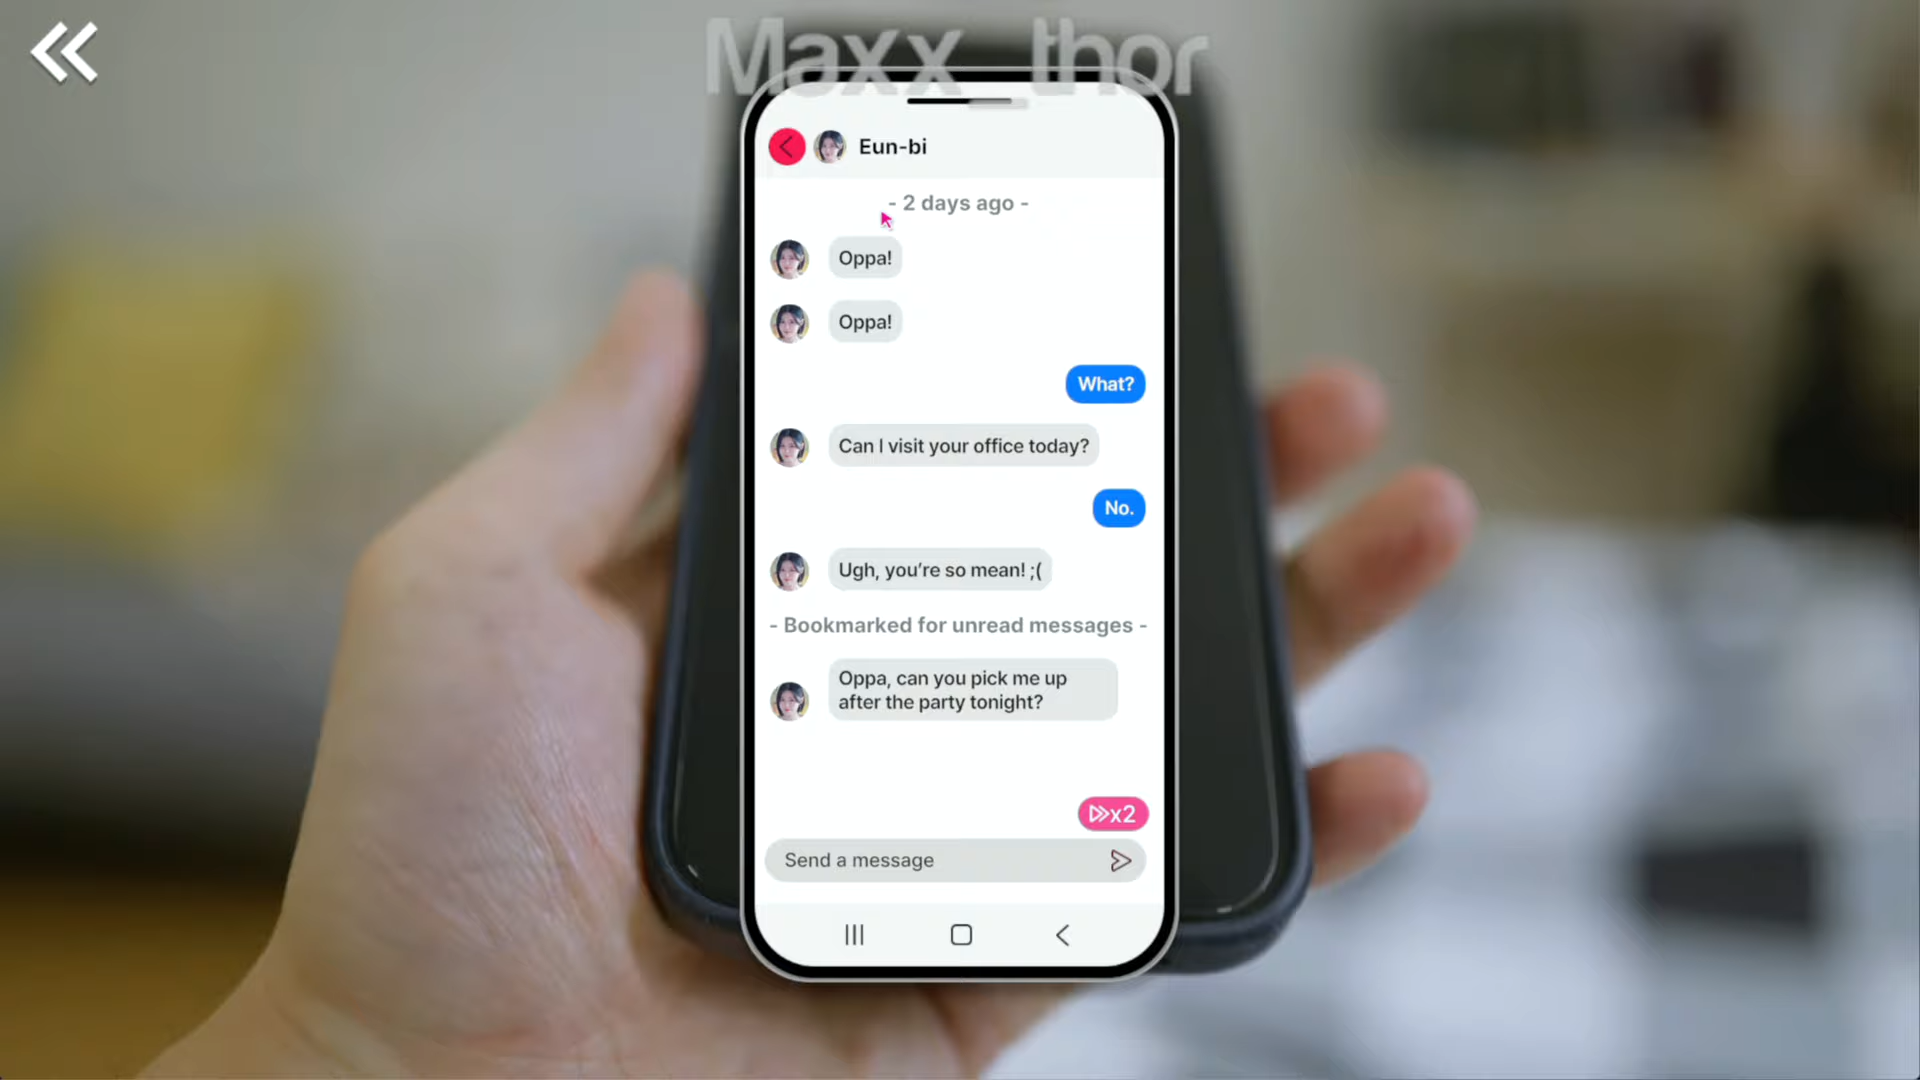 Maxx_thor
Eun-bi
- 2 days ago -
Oppa!
Oppa!
What?
Can I visit your office today?
No.
Ugh, you're so mean! ;(
- Bookmarked for unread messages -
Oppa, can you pick me up
after the party tonight?
x2
Send a message